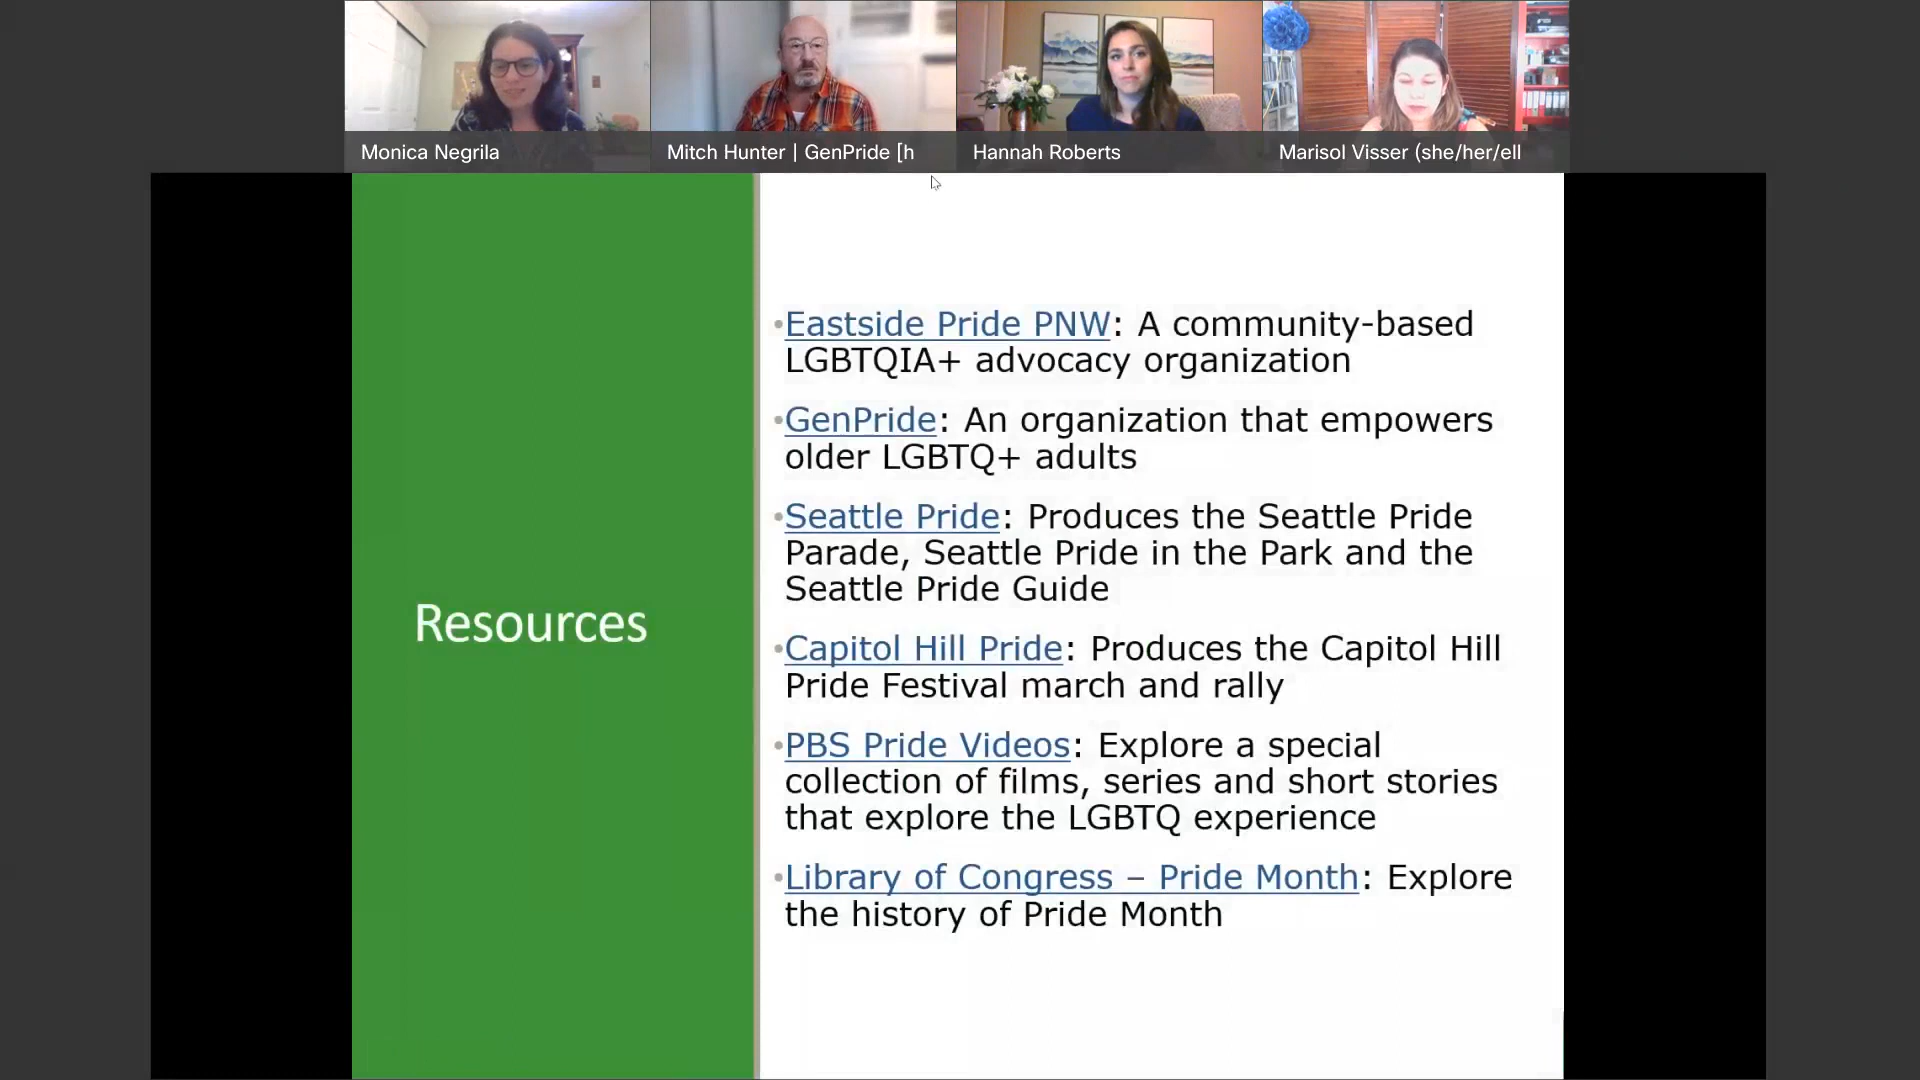 Monica Negrila
Mitch Hunter | GenPride [h
Hannah Roberts
Marisol Visser (she/her/ell
Resources
•Eastside Pride PNW: A community-based
LGBTQIA+ advocacy organization
•GenPride: An organization that empowers
older LGBTQ+ adults
•Seattle Pride: Produces the Seattle Pride
Parade, Seattle Pride in the Park and the
Seattle Pride Guide
•Capitol Hill Pride: Produces the Capitol Hill
Pride Festival march and rally
•PBS Pride Videos: Explore a special
collection of films, series and short stories
that explore the LGBTQ experience
•Library of Congress – Pride Month: Explore
the history of Pride Month